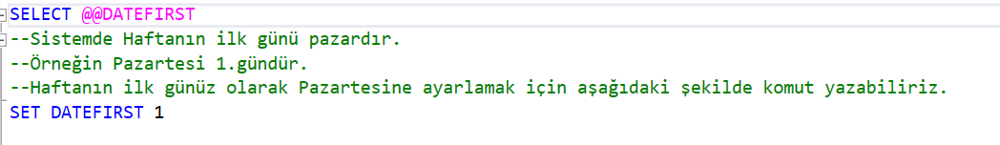 SELECT @@DATEFIRST
--Sistemde Haftanın ilk günü pazardır.
--Örneğin Pazartesi 1.gündür.
--Haftanın ilk günüz olarak Pazartesine ayarlamak için aşağıdaki şekilde komut yazabiliriz.
SET DATEFIRST 1